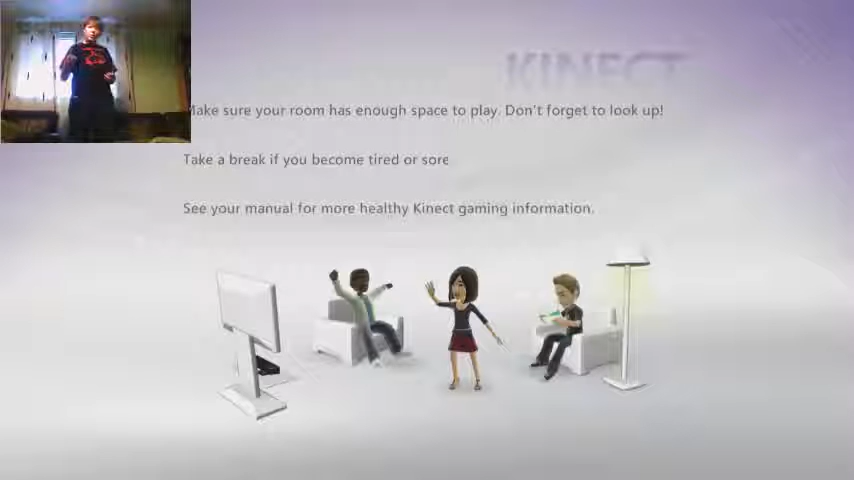 KINECT
Make sure your room has enough space to play. Don't forget to look up!
Take a break if you become tired or sore
See your manual for more healthy Kinect gaming information.